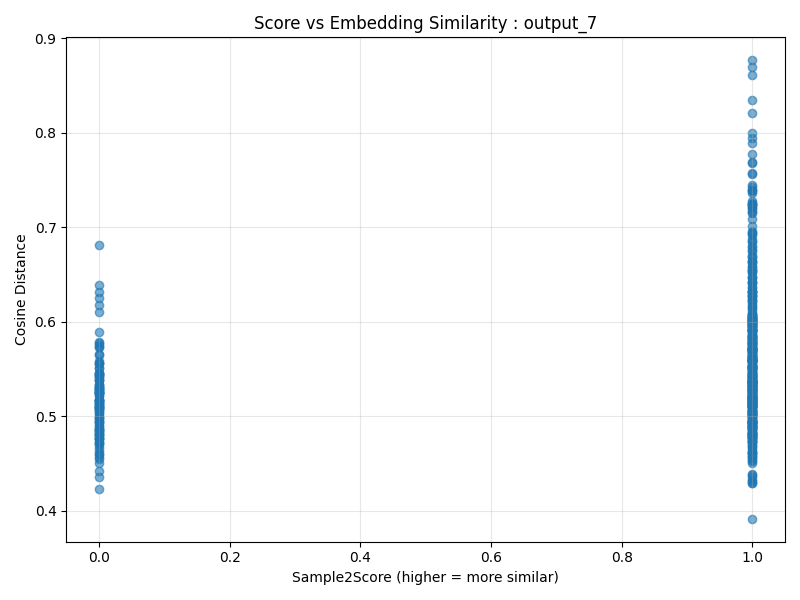 Score vs Embedding Similarity : output_7
0.9
0.8
0.7
0.6
0.5
0.4
Cosine Distance
0.0 0.2 0.4 0.6 0.8 1.0
Sample2Score (higher = more similar)